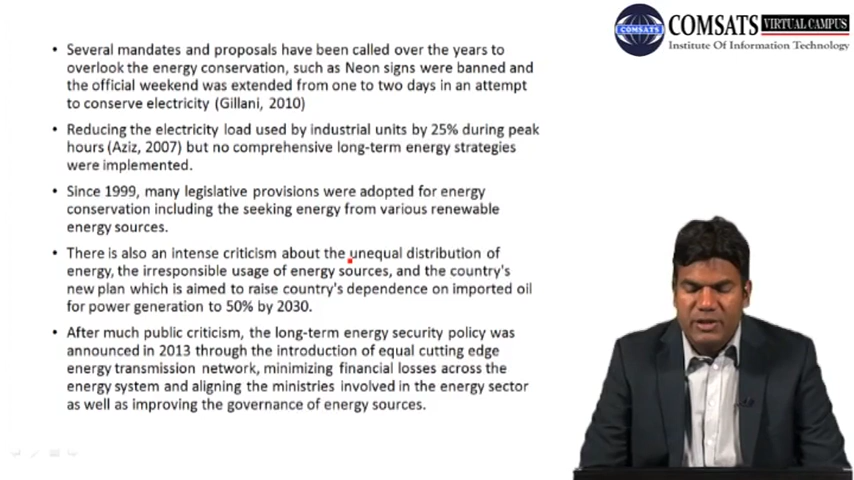 COMSATS VIRTUAL CAMPUS
Institute Of Information Technology
• Several mandates and proposals have been called over the years to
overlook the energy conservation, such as Neon signs were banned and
the official weekend was extended from one to two days in an attempt
to conserve electricity (Gillani, 2010)
• Reducing the electricity load used by industrial units by 25% during peak
hours (Aziz, 2007) but no comprehensive long-term energy strategies
were implemented.
• Since 1999, many legislative provisions were adopted for energy
conservation including the seeking energy from various renewable
energy sources.
• There is also an intense criticism about the unequal distribution of
energy, the irresponsible usage of energy sources, and the country's
new plan which is aimed to raise country's dependence on imported oil
for power generation to 50% by 2030.
• After much public criticism, the long-term energy security policy was
announced in 2013 through the introduction of equal cutting edge
energy transmission network, minimizing financial losses across the
energy system and aligning the ministries involved in the energy sector
as well as improving the governance of energy sources.